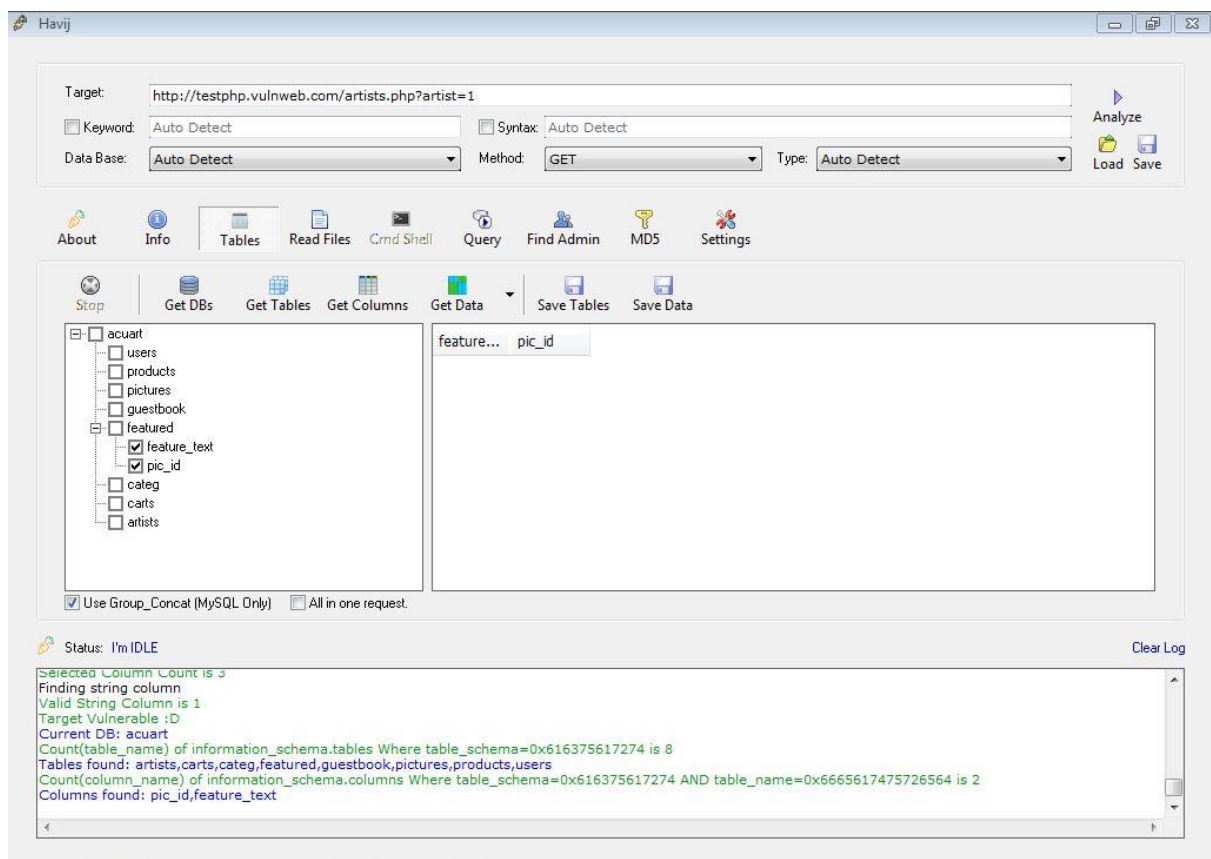 Havij
Target: http://testphp.vulnweb.com/artists.php?artist=1
Analyze
Keyword: Auto Detect Syntax: Auto Detect
Data Base: Auto Detect Method: GET Type: Auto Detect
Load Save
About Info Tables Read Files Cmd Shell Query Find Admin MD5 Settings
Stop Get DBs Get Tables Get Columns Get Data Save Tables Save Data
acuart
users
products
pictures
guestbook
featured
feature_text
pic_id
categ
carts
artists
feature... pic_id
Use Group_Concat (MySQL Only) All in one request.
Status: I'm IDLE Clear Log
Selected Column Count is 3
Finding string column
Valid String Column is 1
Target Vulnerable :D
Current DB: acuart
Count(table_name) of information_schema.tables Where table_schema=0x616375617274 is 8
Tables found: artists,carts,categ,featured,guestbook,pictures,products,users
Count(column_name) of information_schema.columns Where table_schema=0x616375617274 AND table_name=0x6665617475726564 is 2
Columns found: pic_id,feature_text